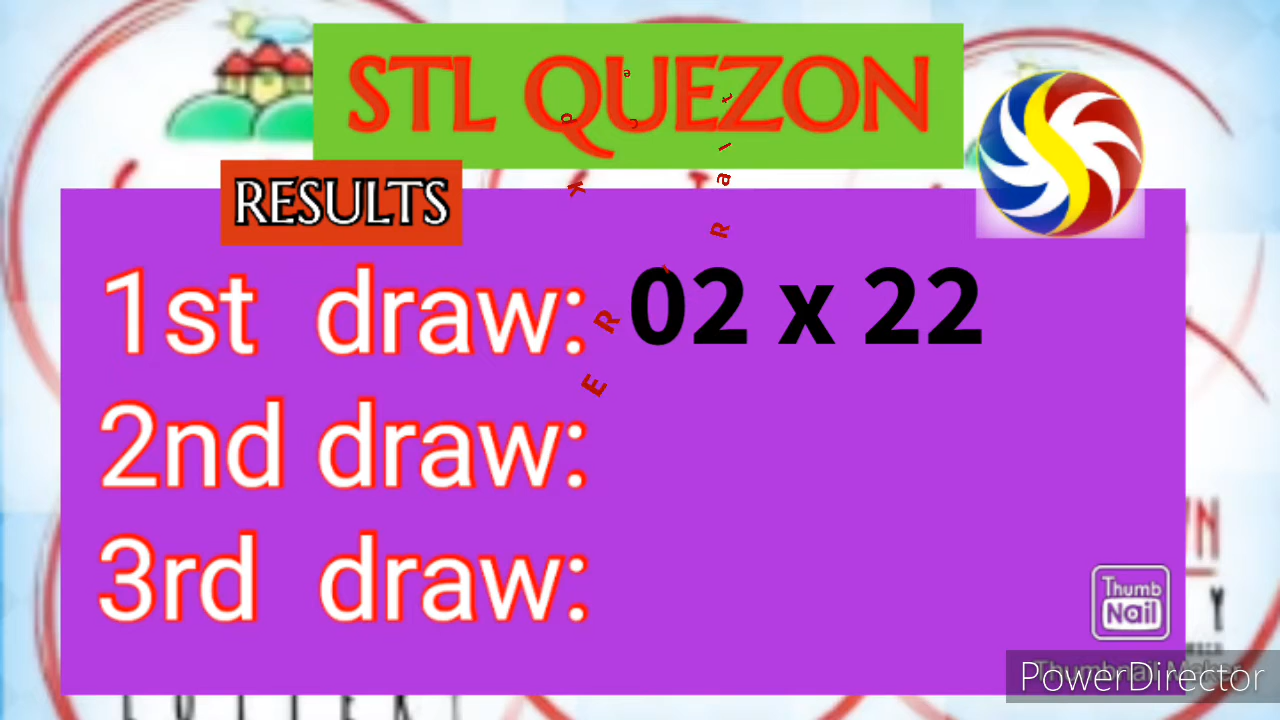 STL QUEZON
RESULTS
1st draw: 02 x 22
2nd draw:
3rd draw:
Thumb
Nail
PowerDirector